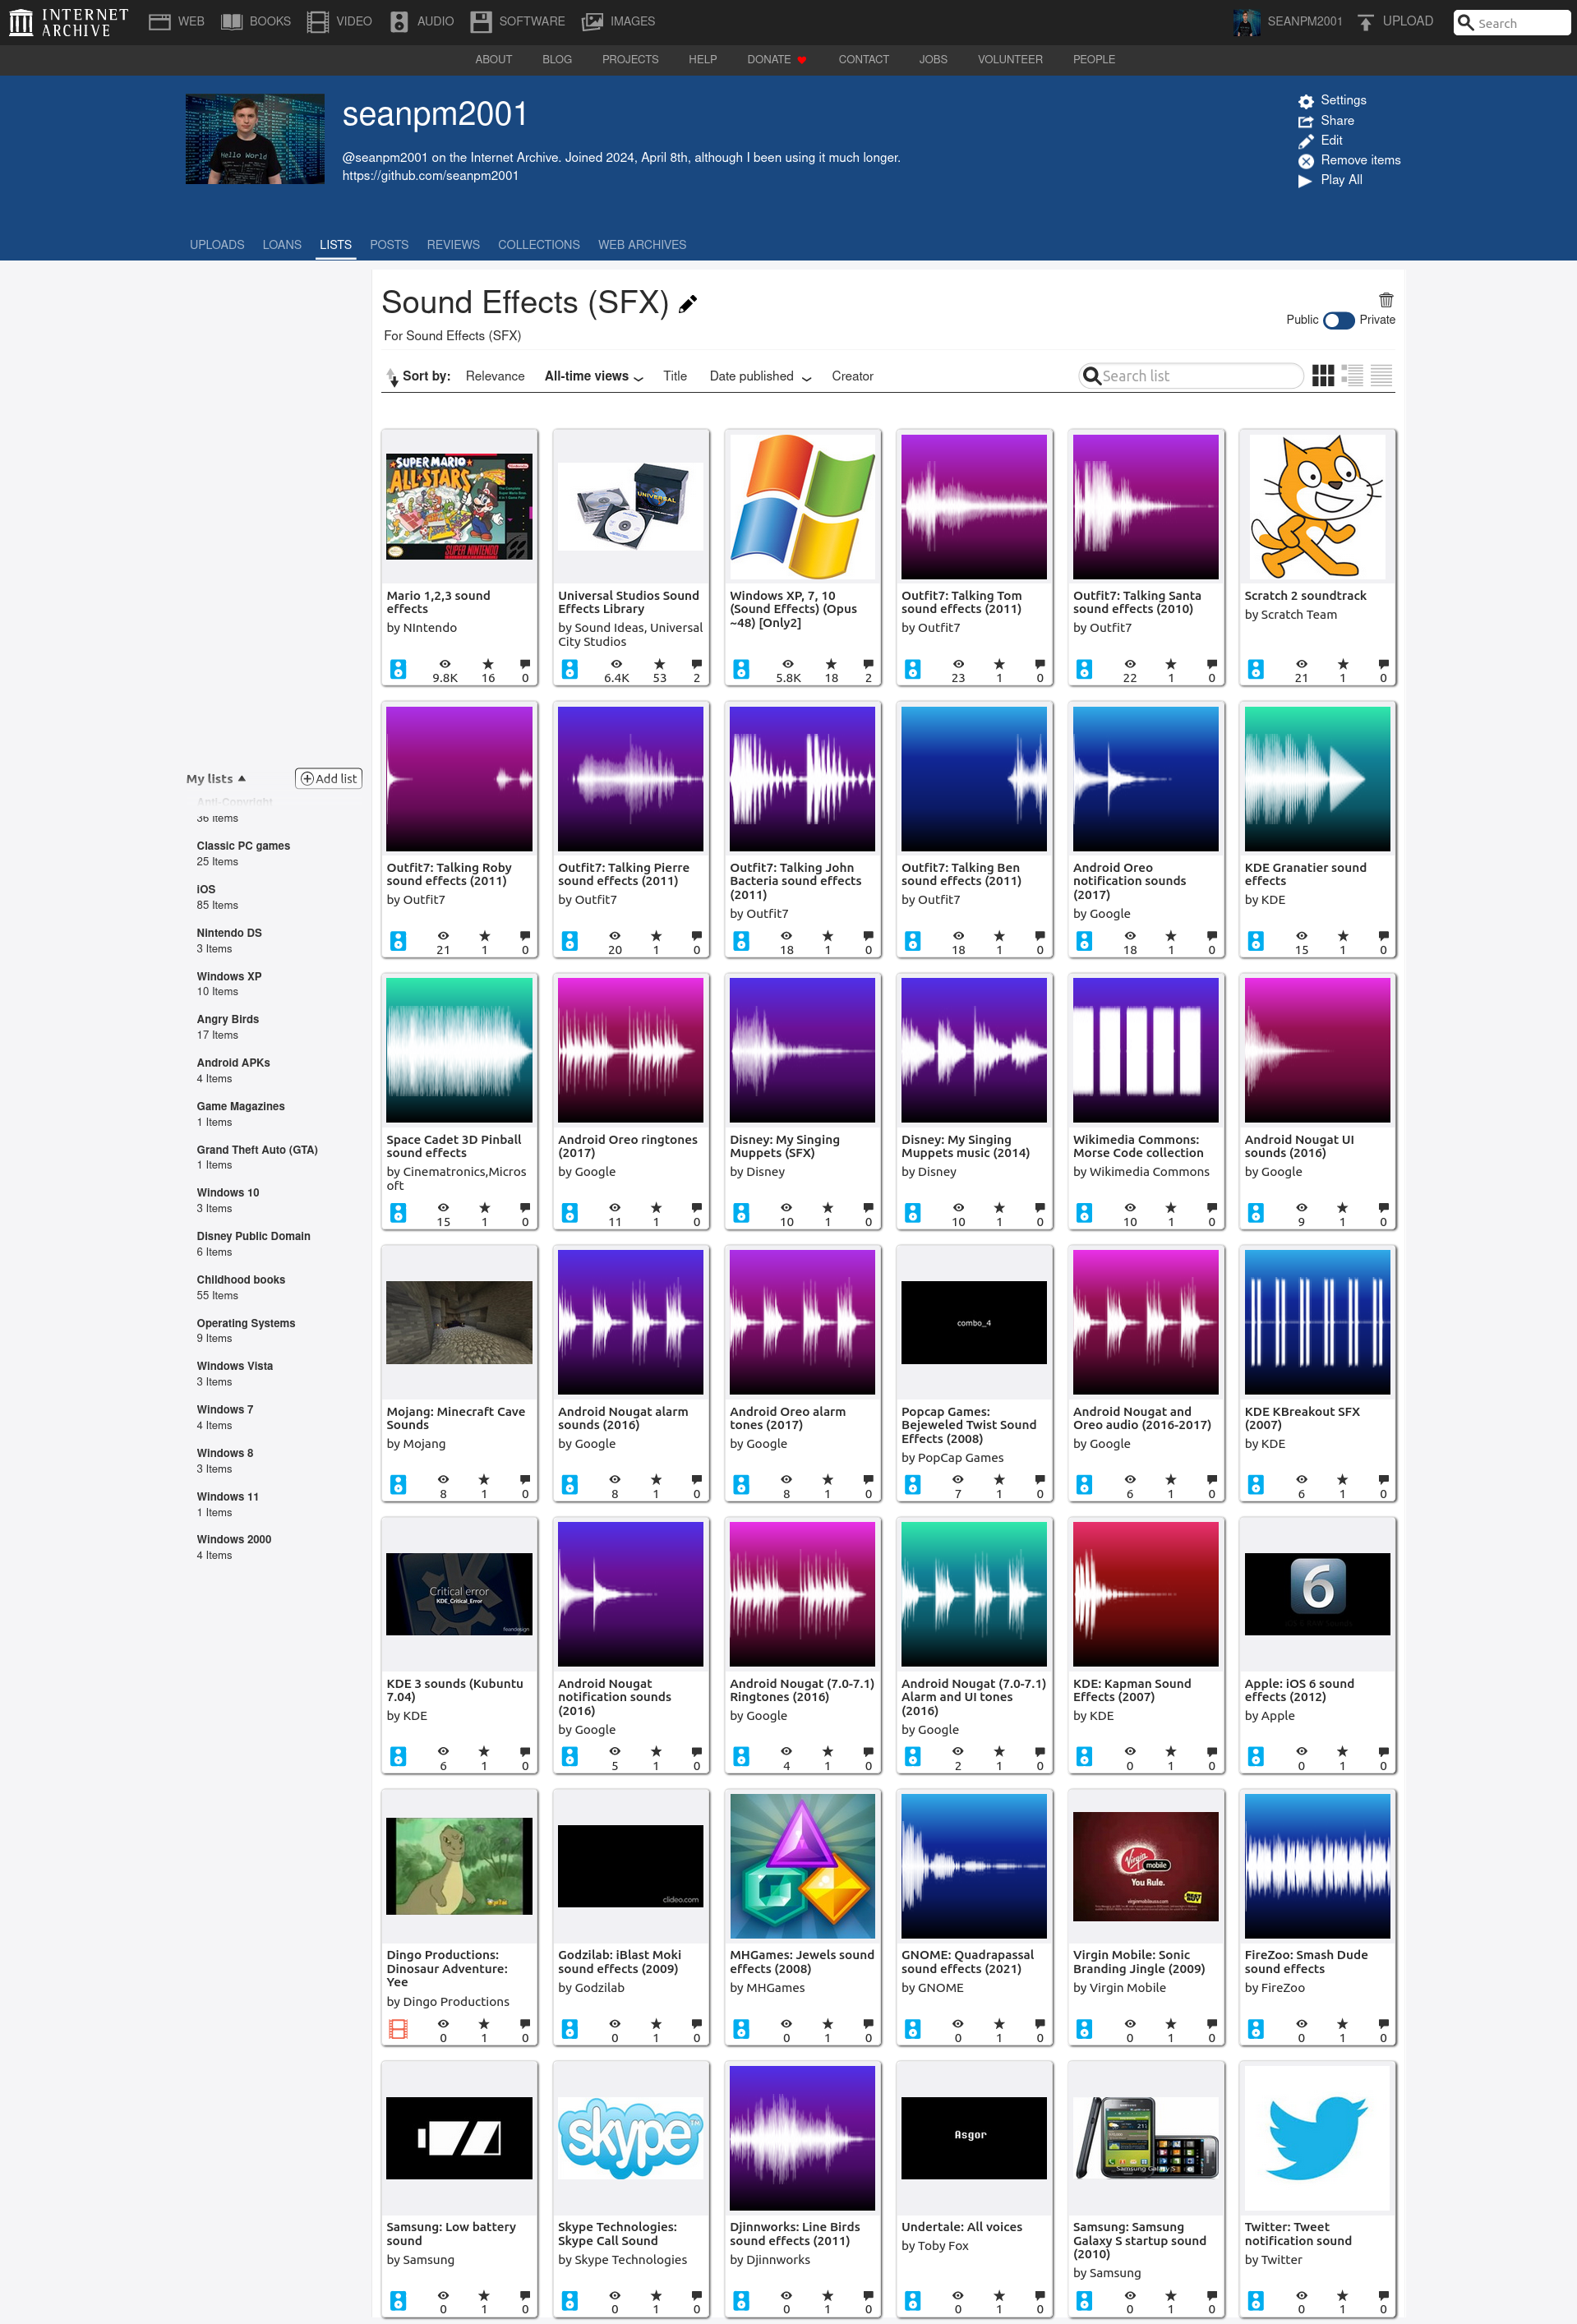 INTERNET ARCHIVE
WEB
BOOKS
VIDEO
AUDIO
SOFTWARE
IMAGES
SEANPM2001
UPLOAD
Search
ABOUT
BLOG
PROJECTS
HELP
DONATE
CONTACT
JOBS
VOLUNTEER
PEOPLE
Hello World
seanpm2001
@seanpm2001 on the Internet Archive. Joined 2024, April 8th, although I been using it much longer.
https://github.com/seanpm2001
Settings
Share
Edit
Remove items
Play All
UPLOADS
LOANS
LISTS
POSTS
REVIEWS
COLLECTIONS
WEB ARCHIVES
My lists
Add list
Anti-Copyright
36 Items
Classic PC games
25 Items
iOS
85 Items
Nintendo DS
3 Items
Windows XP
10 Items
Angry Birds
17 Items
Android APKs
4 Items
Game Magazines
1 Items
Grand Theft Auto (GTA)
1 Items
Windows 10
3 Items
Disney Public Domain
6 Items
Childhood books
55 Items
Operating Systems
9 Items
Windows Vista
3 Items
Windows 7
4 Items
Windows 8
3 Items
Windows 11
1 Items
Windows 2000
4 Items
Sound Effects (SFX)
For Sound Effects (SFX)
Public
Private
Sort by:
Relevance
All-time views
Title
Date published
Creator
Search list
SUPER MARIO
ALL-STARS
SUPER NINTENDO
Mario 1,2,3 sound
effects
by NIntendo
9.8K 16 0
UNIVERSAL
Universal Studios Sound
Effects Library
by Sound Ideas, Universal
City Studios
6.4K 53 2
Windows XP, 7, 10
(Sound Effects) (Opus
~48) [Only2]
5.8K 18 2
Outfit7: Talking Tom
sound effects (2011)
by Outfit7
23 1 0
Outfit7: Talking Santa
sound effects (2010)
by Outfit7
22 1 0
Scratch 2 soundtrack
by Scratch Team
21 1 0
Outfit7: Talking Roby
sound effects (2011)
by Outfit7
21 1 0
Outfit7: Talking Pierre
sound effects (2011)
by Outfit7
20 1 0
Outfit7: Talking John
Bacteria sound effects
(2011)
by Outfit7
18 1 0
Outfit7: Talking Ben
sound effects (2011)
by Outfit7
18 1 0
Android Oreo
notification sounds
(2017)
by Google
18 1 0
KDE Granatier sound
effects
by KDE
15 1 0
Space Cadet 3D Pinball
sound effects
by Cinematronics,Micros
oft
15 1 0
Android Oreo ringtones
(2017)
by Google
11 1 0
Disney: My Singing
Muppets (SFX)
by Disney
10 1 0
Disney: My Singing
Muppets music (2014)
by Disney
10 1 0
Wikimedia Commons:
Morse Code collection
by Wikimedia Commons
10 1 0
Android Nougat UI
sounds (2016)
by Google
9 1 0
Mojang: Minecraft Cave
Sounds
by Mojang
8 1 0
Android Nougat alarm
sounds (2016)
by Google
8 1 0
Android Oreo alarm
tones (2017)
by Google
8 1 0
combo_4
Popcap Games:
Bejeweled Twist Sound
Effects (2008)
by PopCap Games
7 1 0
Android Nougat and
Oreo audio (2016-2017)
by Google
6 1 0
KDE KBreakout SFX
(2007)
by KDE
6 1 0
Critical error
KDE_Critical_Error
KDE 3 sounds (Kubuntu
7.04)
by KDE
6 1 0
Android Nougat
notification sounds
(2016)
by Google
5 1 0
Android Nougat (7.0-7.1)
Ringtones (2016)
by Google
4 1 0
Android Nougat (7.0-7.1)
Alarm and UI tones
(2016)
by Google
2 1 0
KDE: Kapman Sound
Effects (2007)
by KDE
0 1 0
6
Apple: iOS 6 sound
effects (2012)
by Apple
0 1 0
Dingo Productions:
Dinosaur Adventure:
Yee
by Dingo Productions
0 1 0
clideo.com
Godzilab: iBlast Moki
sound effects (2009)
by Godzilab
0 1 0
MHGames: Jewels sound
effects (2008)
by MHGames
0 1 0
GNOME: Quadrapassal
sound effects (2021)
by GNOME
0 1 0
Virgin mobile
You Rule.
Virgin Mobile: Sonic
Branding Jingle (2009)
by Virgin Mobile
0 1 0
FireZoo: Smash Dude
sound effects
by FireZoo
0 1 0
Samsung: Low battery
sound
by Samsung
0 1 0
skype
Skype Technologies:
Skype Call Sound
by Skype Technologies
0 1 0
Djinnworks: Line Birds
sound effects (2011)
by Djinnworks
0 1 0
Asgor
Undertale: All voices
by Toby Fox
0 1 0
Samsung Galaxy S
Samsung: Samsung
Galaxy S startup sound
(2010)
by Samsung
0 1 0
Twitter: Tweet
notification sound
by Twitter
0 1 0